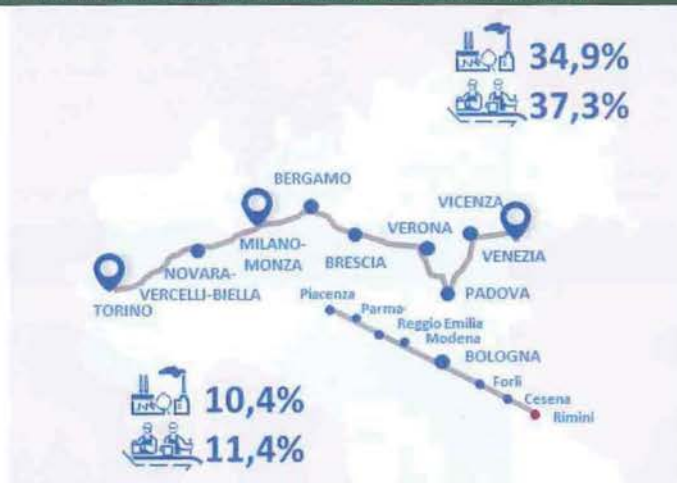 34,9%
37,3%
BERGAMO
VICENZA
MILANO-
MONZA
VERONA
BRESCIA
VENEZIA
NOVARA-
VERCELLI-BIELLA
TORINO
PADOVA
Piacenza
Parma-
Reggio Emilia
Modena
BOLOGNA
Forlì
Cesena
Rimini
10,4%
11,4%